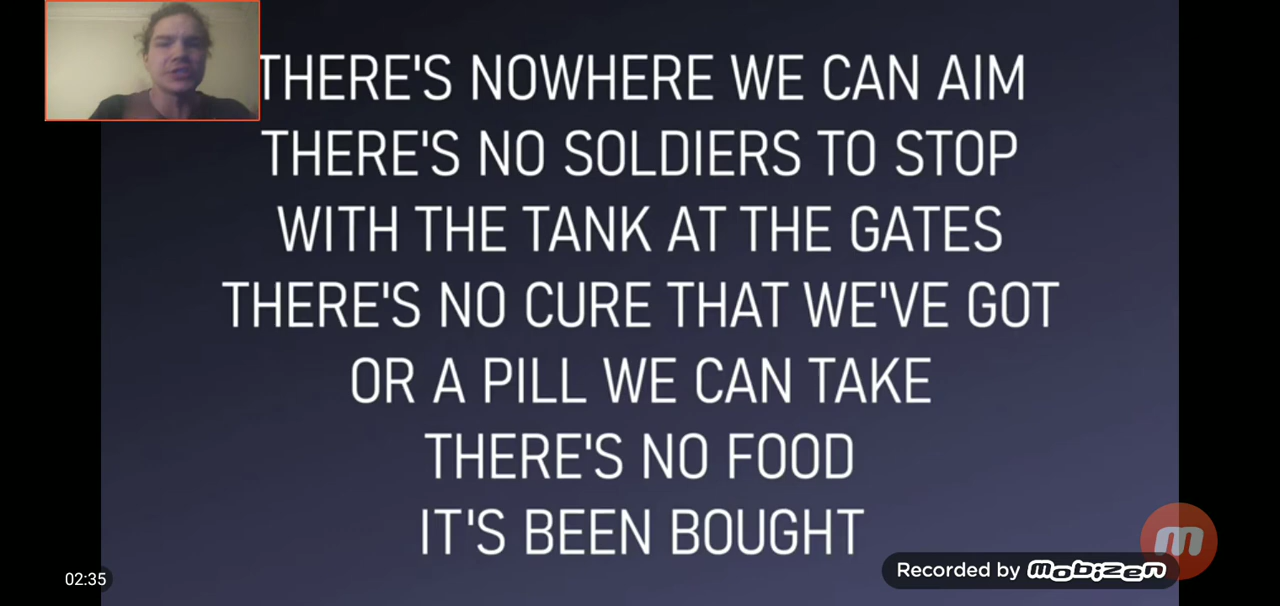 THERE'S NOWHERE WE CAN AIM
THERE'S NO SOLDIERS TO STOP
WITH THE TANK AT THE GATES
THERE'S NO CURE THAT WE'VE GOT
OR A PILL WE CAN TAKE
THERE'S NO FOOD
IT'S BEEN BOUGHT
m
Recorded by mobizen
02:35